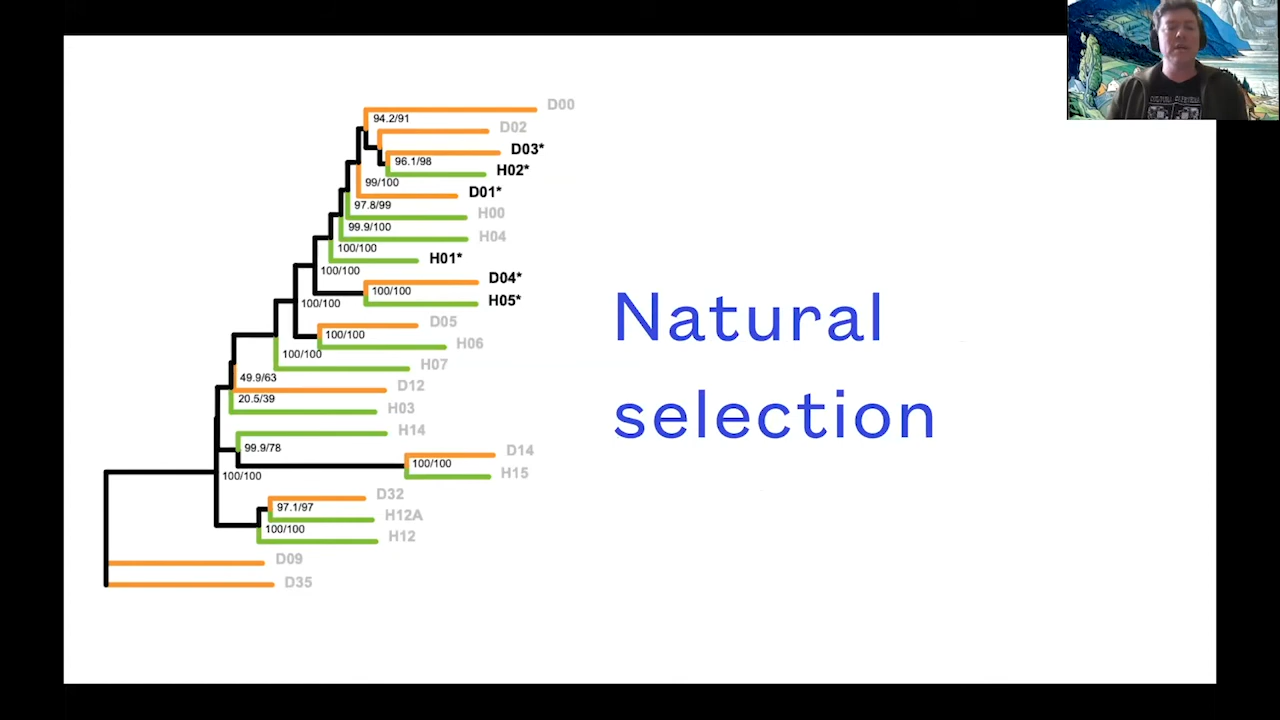 D00
94.2/91
D02
D03*
96.1/98
H02*
99/100
D01*
97.8/99
H00
99.9/100
H04
100/100
H01*
100/100
D04*
100/100
H05*
100/100
D05
100/100
H06
100/100
H07
49.9/63
D12
20.5/39
H03
H14
99.9/78
D14
100/100
H15
100/100
D32
97.1/97
H12A
100/100
H12
D09
D35
Natural
selection